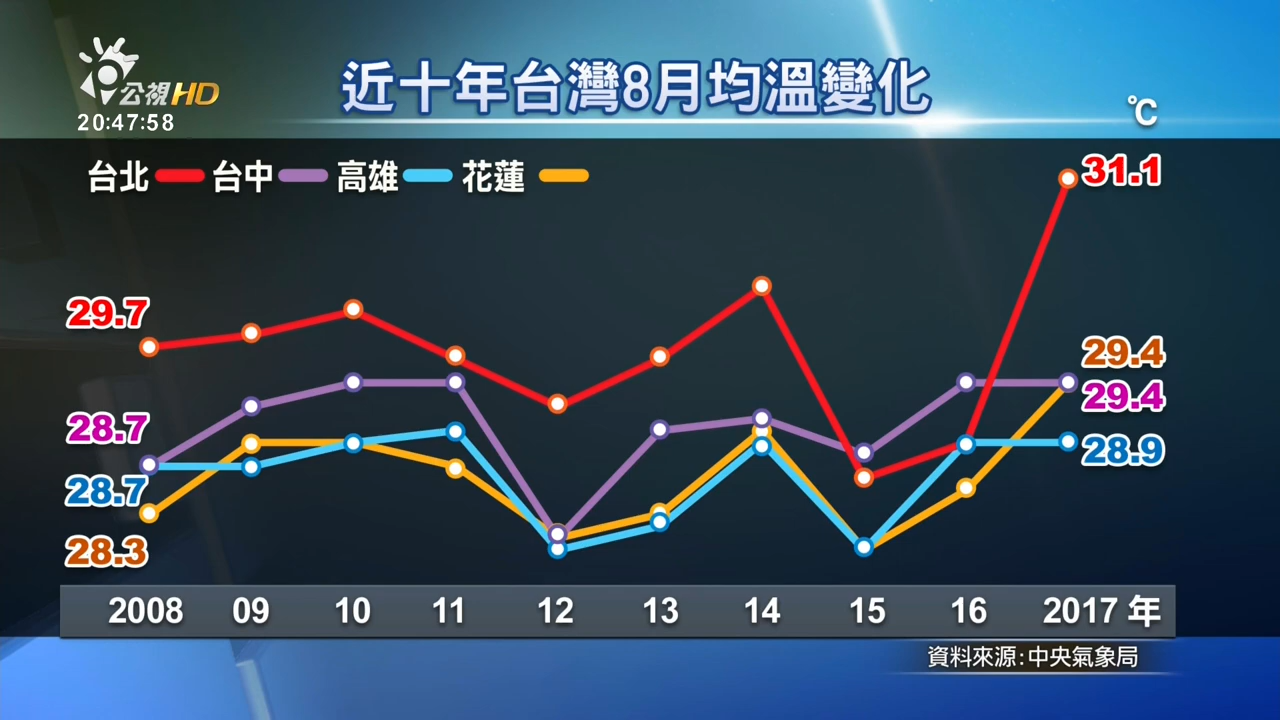 公視HD
20:47:58
近十年台灣8月均溫變化
℃
台北 台中 高雄 花蓮
31.1
29.7
29.4
29.4
28.7
28.9
28.7
28.3
2008 09 10 11 12 13 14 15 16 2017 年
資料來源:中央氣象局